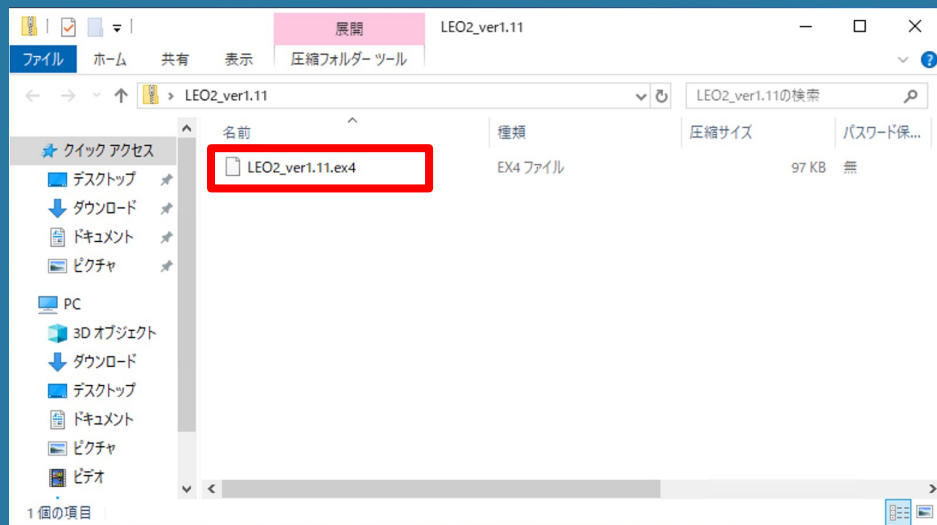 展開
LEO2_ver1.11
ファイル ホーム 共有 表示 圧縮フォルダー ツール
LEO2_ver1.11
LEO2_ver1.11の検索
名前 種類 圧縮サイズ パスワード保...
LEO2_ver1.11.ex4 EX4 ファイル 97 KB 無
クイック アクセス
デスクトップ
ダウンロード
ドキュメント
ピクチャ
PC
3D オブジェクト
ダウンロード
デスクトップ
ドキュメント
ピクチャ
ビデオ
1 個の項目